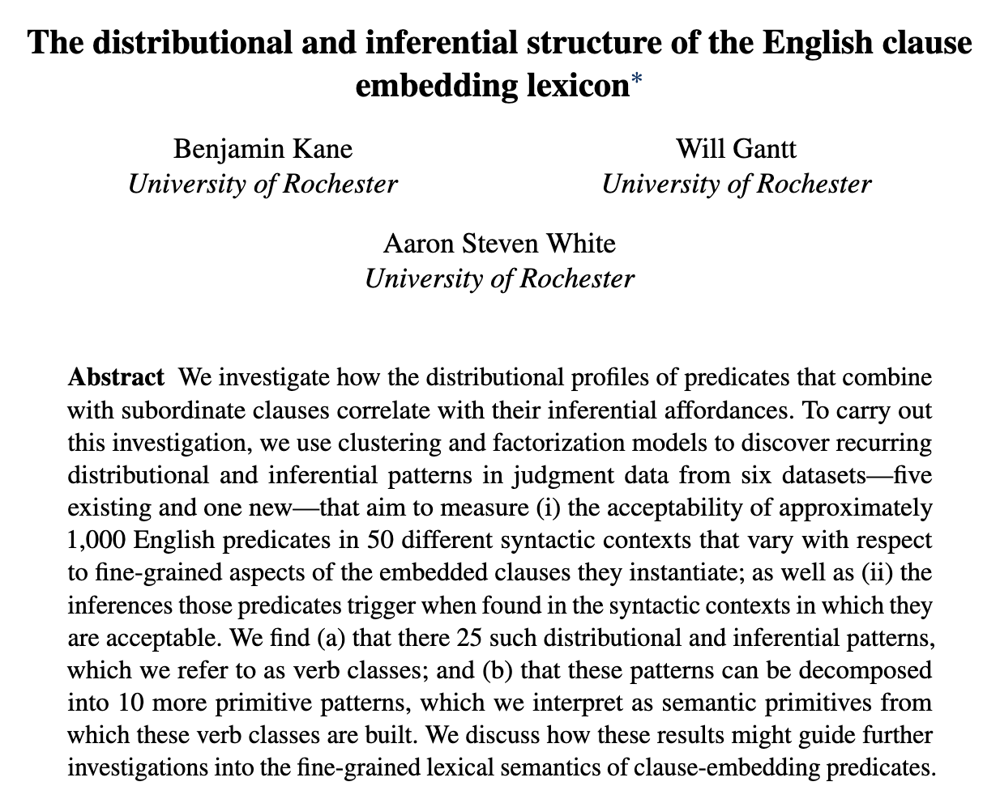 The distributional and inferential structure of the English clause
embedding lexicon*
Benjamin Kane
University of Rochester
Will Gantt
University of Rochester
Aaron Steven White
University of Rochester
Abstract We investigate how the distributional profiles of predicates that combine
with subordinate clauses correlate with their inferential affordances. To carry out
this investigation, we use clustering and factorization models to discover recurring
distributional and inferential patterns in judgment data from six datasets—five
existing and one new—that aim to measure (i) the acceptability of approximately
1,000 English predicates in 50 different syntactic contexts that vary with respect
to fine-grained aspects of the embedded clauses they instantiate; as well as (ii) the
inferences those predicates trigger when found in the syntactic contexts in which they
are acceptable. We find (a) that there 25 such distributional and inferential patterns,
which we refer to as verb classes; and (b) that these patterns can be decomposed
into 10 more primitive patterns, which we interpret as semantic primitives from
which these verb classes are built. We discuss how these results might guide further
investigations into the fine-grained lexical semantics of clause-embedding predicates.